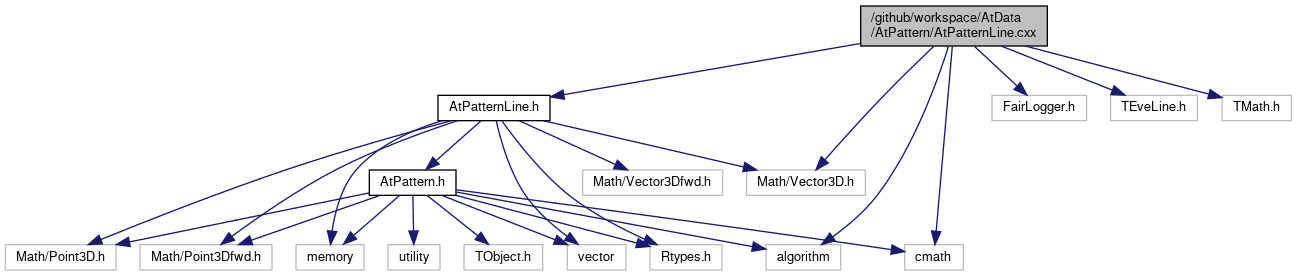 /github/workspace/AtData
/AtPattern/AtPatternLine.cxx
AtPatternLine.h
FairLogger.h
TEveLine.h
TMath.h
AtPattern.h
Math/Vector3Dfwd.h
Math/Vector3D.h
Math/Point3D.h
Math/Point3Dfwd.h
memory
utility
TObject.h
vector
Rtypes.h
algorithm
cmath